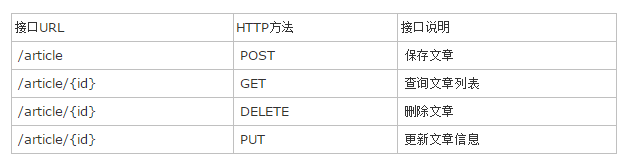 接口URL HTTP方法 接口说明
/article POST 保存文章
/article/{id} GET 查询文章列表
/article/{id} DELETE 删除文章
/article/{id} PUT 更新文章信息